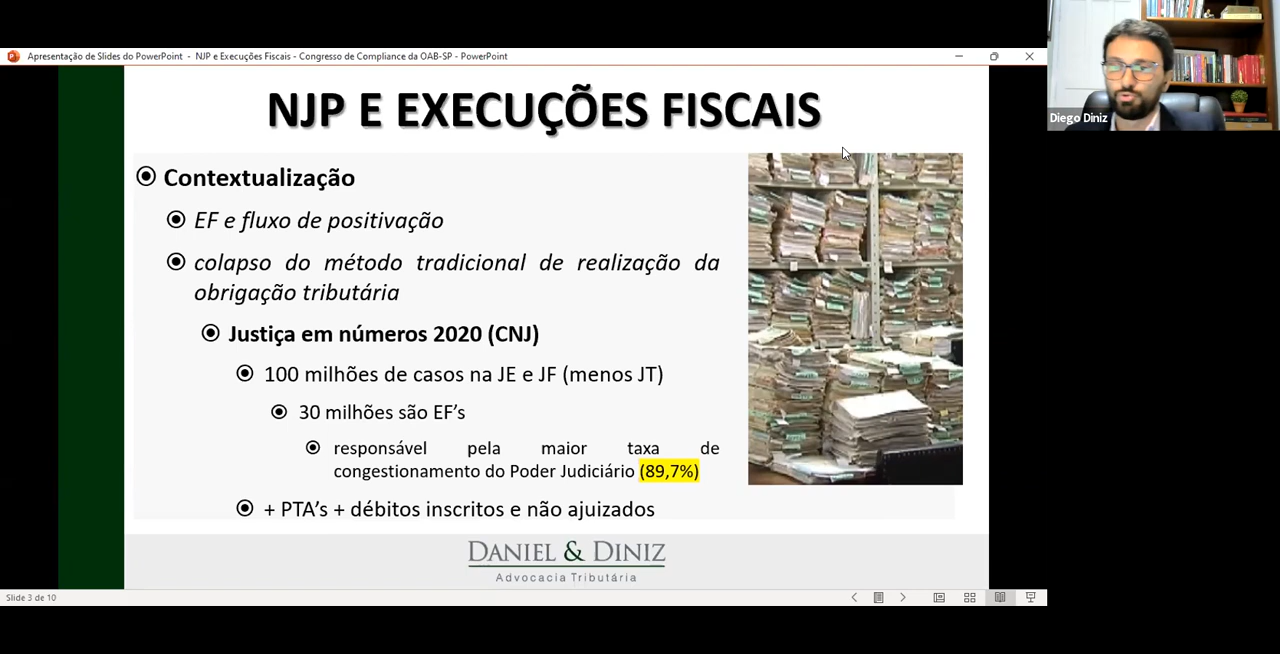 Apresentação de Slides do PowerPoint - NJP e Execuções Fiscais - Congresso de Compliance da OAB-SP - PowerPoint
Diego Diniz
NJP E EXECUÇÕES FISCAIS
Contextualização
EF e fluxo de positivação
colapso do método tradicional de realização da
obrigação tributária
Justiça em números 2020 (CNJ)
100 milhões de casos na JE e JF (menos JT)
30 milhões são EF’s
responsável pela maior taxa de
congestionamento do Poder Judiciário (89,7%)
+ PTA’s + débitos inscritos e não ajuizados
DANIEL & DINIZ
Advocacia Tributária
Slide 3 de 10